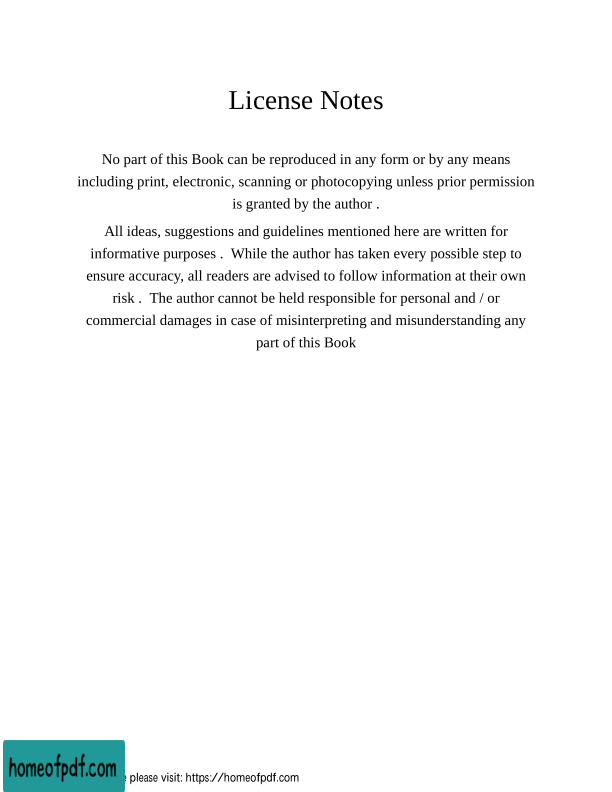 License Notes
No part of this Book can be reproduced in any form or by any means
including print, electronic, scanning or photocopying unless prior permission
is granted by the author .
All ideas, suggestions and guidelines mentioned here are written for
informative purposes .  While the author has taken every possible step to
ensure accuracy, all readers are advised to follow information at their own
risk .  The author cannot be held responsible for personal and / or
commercial damages in case of misinterpreting and misunderstanding any
part of this Book
homeofpdf.com
please visit: https://homeofpdf.com